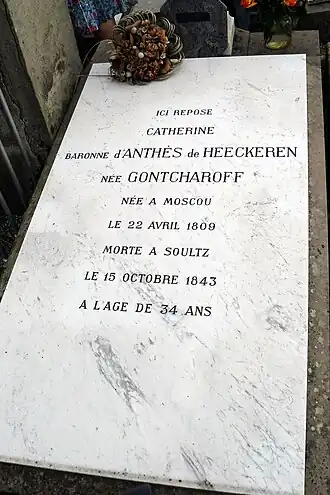 ICI REPOSE
CATHERINE
BARONNE d'ANTHÈS de HEECKEREN
NÉE GONTCHAROFF
NÉE A MOSCOU
LE 22 AVRIL 1809
MORTE A SOULTZ
LE 15 OCTOBRE 1843
A L'AGE DE 34 ANS